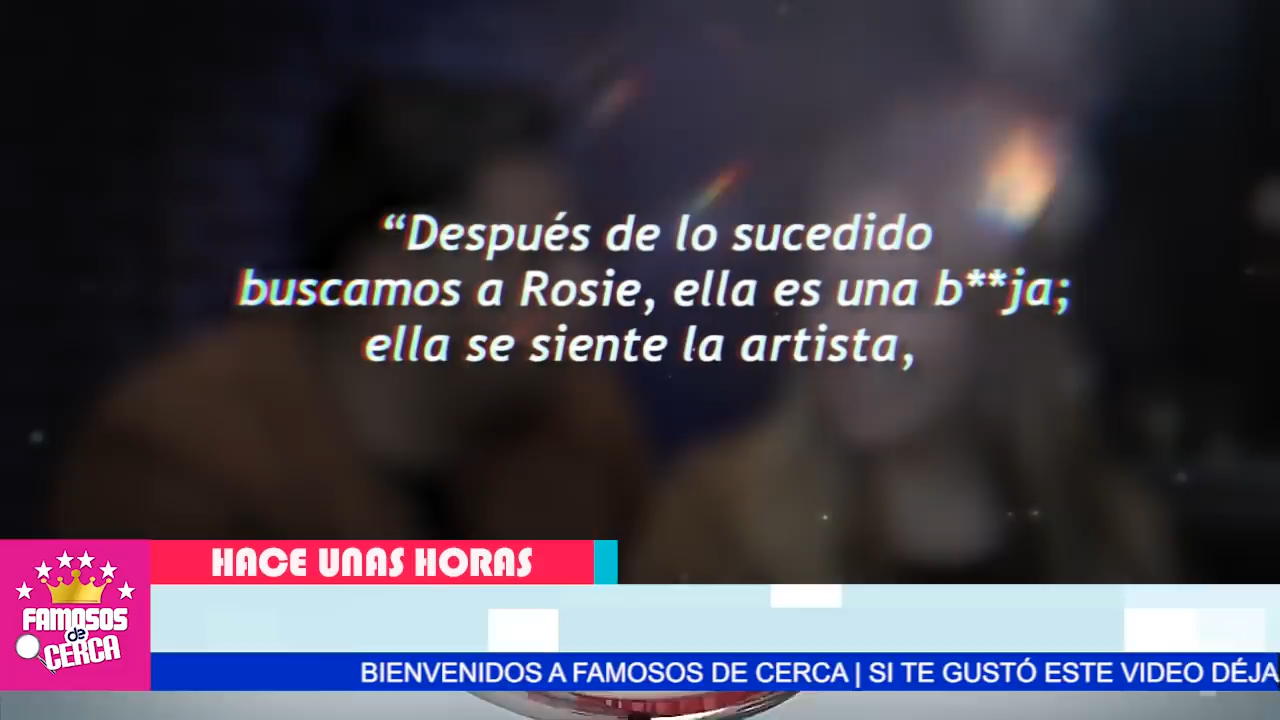 “Después de lo sucedido
buscamos a Rosie, ella es una b**ja;
ella se siente la artista,
HACE UNAS HORAS
FAMOSOS
de
CERCA
BIENVENIDOS A FAMOSOS DE CERCA | SI TE GUSTÓ ESTE VIDEO DÉJA